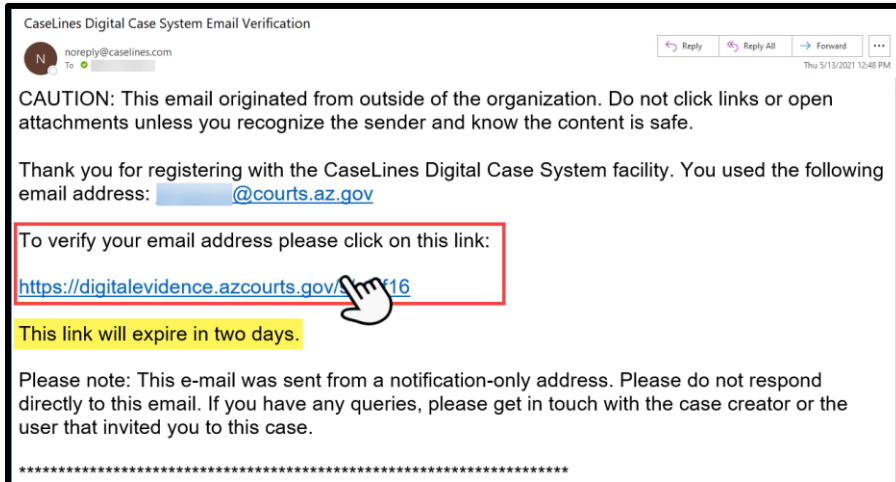 CaseLines Digital Case System Email Verification
N
noreply@caselines.com
To
Reply
Reply All
Forward
...
Thu 5/13/2021 12:48 PM
CAUTION: This email originated from outside of the organization. Do not click links or open
attachments unless you recognize the sender and know the content is safe.
Thank you for registering with the CaseLines Digital Case System facility. You used the following
email address: @courts.az.gov
To verify your email address please click on this link:
https://digitalevidence.azcourts.gov/ f16
This link will expire in two days.
Please note: This e-mail was sent from a notification-only address. Please do not respond
directly to this email. If you have any queries, please get in touch with the case creator or the
user that invited you to this case.
************************************************************************